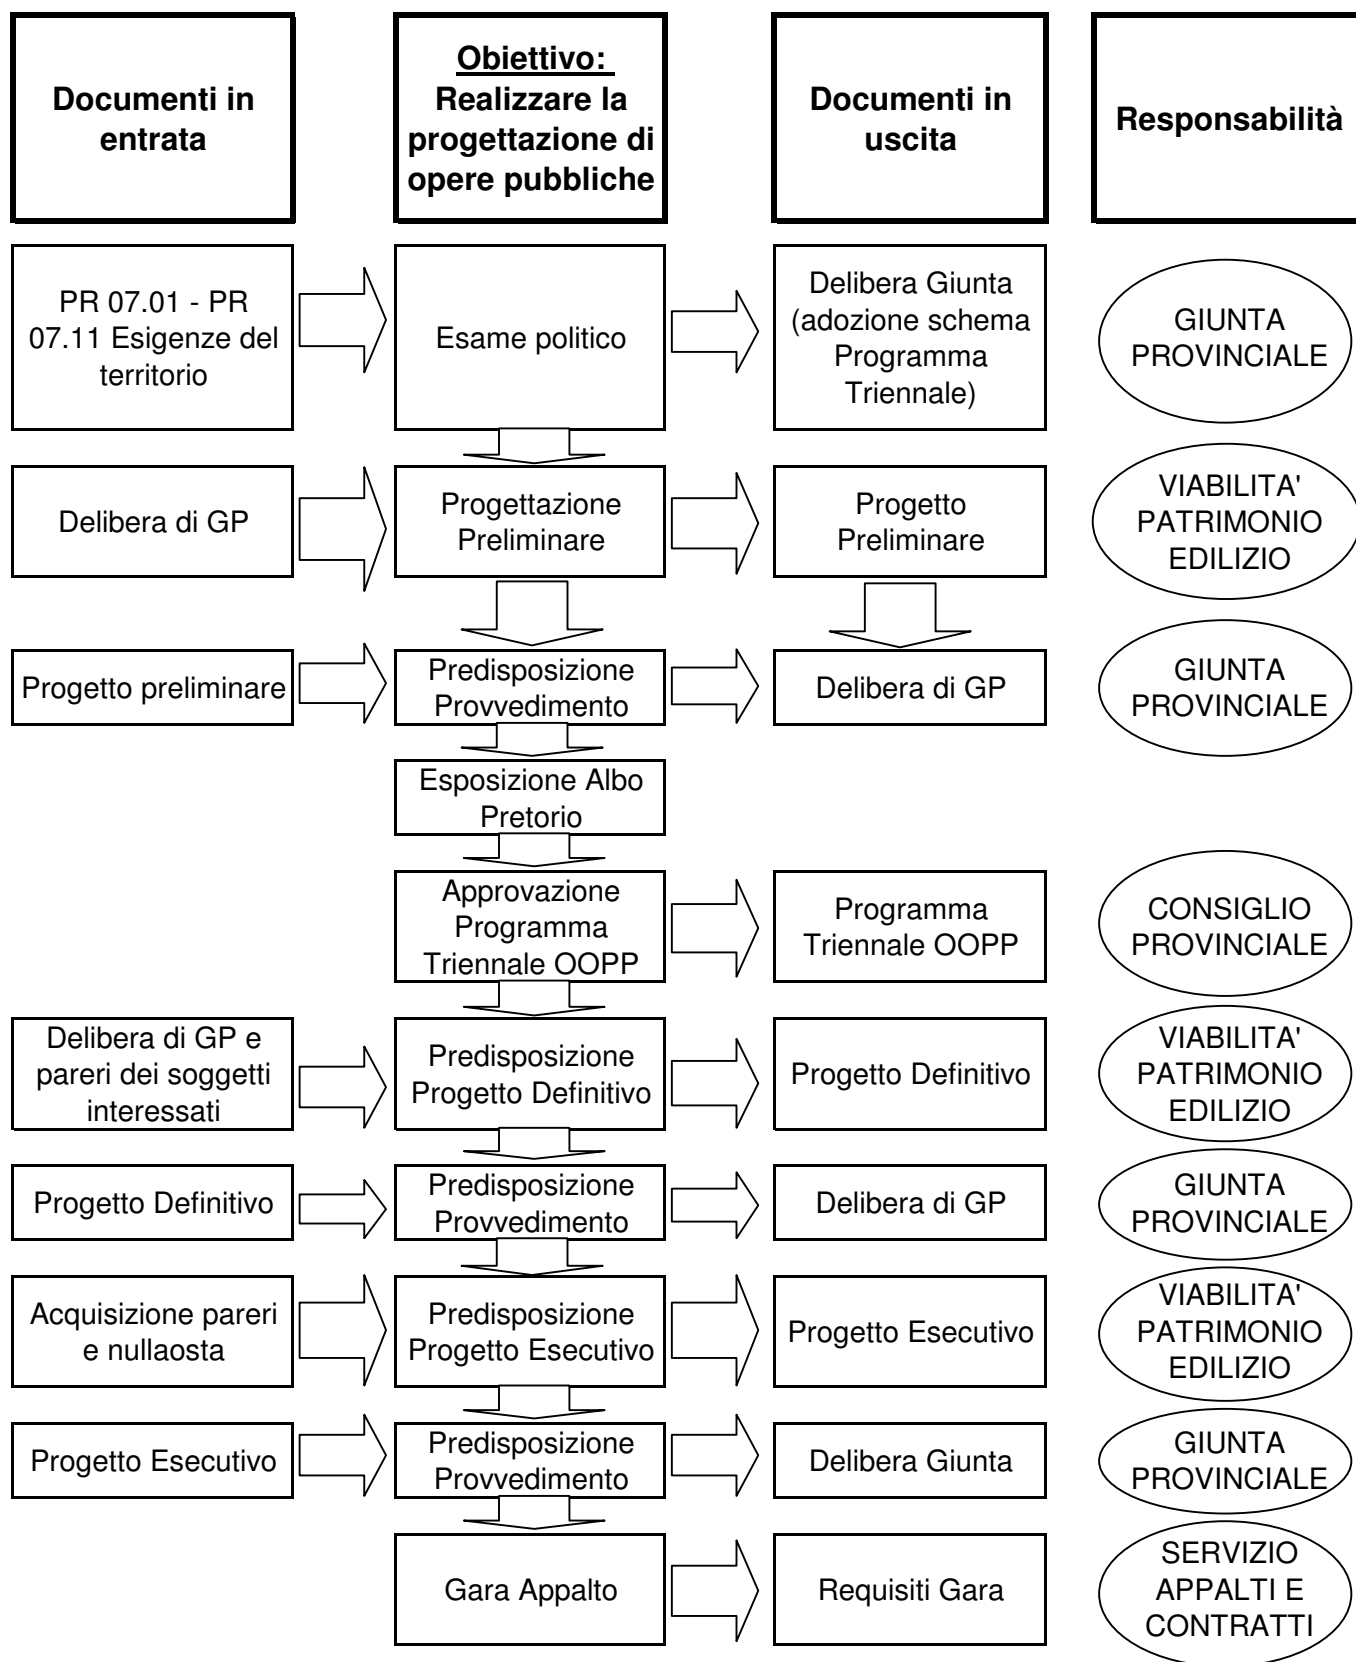 Documenti in
entrata
Obiettivo:
Realizzare la
progettazione di
opere pubbliche
Documenti in
uscita
Responsabilità
PR 07.01 - PR
07.11 Esigenze del
territorio
Esame politico
Delibera Giunta
(adozione schema
Programma
Triennale)
GIUNTA
PROVINCIALE
Delibera di GP
Progettazione
Preliminare
Progetto
Preliminare
VIABILITA'
PATRIMONIO
EDILIZIO
Progetto preliminare
Predisposizione
Provvedimento
Delibera di GP
GIUNTA
PROVINCIALE
Esposizione Albo
Pretorio
Approvazione
Programma
Triennale OOPP
Programma
Triennale OOPP
CONSIGLIO
PROVINCIALE
Delibera di GP e
pareri dei soggetti
interessati
Predisposizione
Progetto Definitivo
Progetto Definitivo
VIABILITA'
PATRIMONIO
EDILIZIO
Progetto Definitivo
Predisposizione
Provvedimento
Delibera di GP
GIUNTA
PROVINCIALE
Acquisizione pareri
e nullaosta
Predisposizione
Progetto Esecutivo
Progetto Esecutivo
VIABILITA'
PATRIMONIO
EDILIZIO
Progetto Esecutivo
Predisposizione
Provvedimento
Delibera Giunta
GIUNTA
PROVINCIALE
Gara Appalto
Requisiti Gara
SERVIZIO
APPALTI E
CONTRATTI